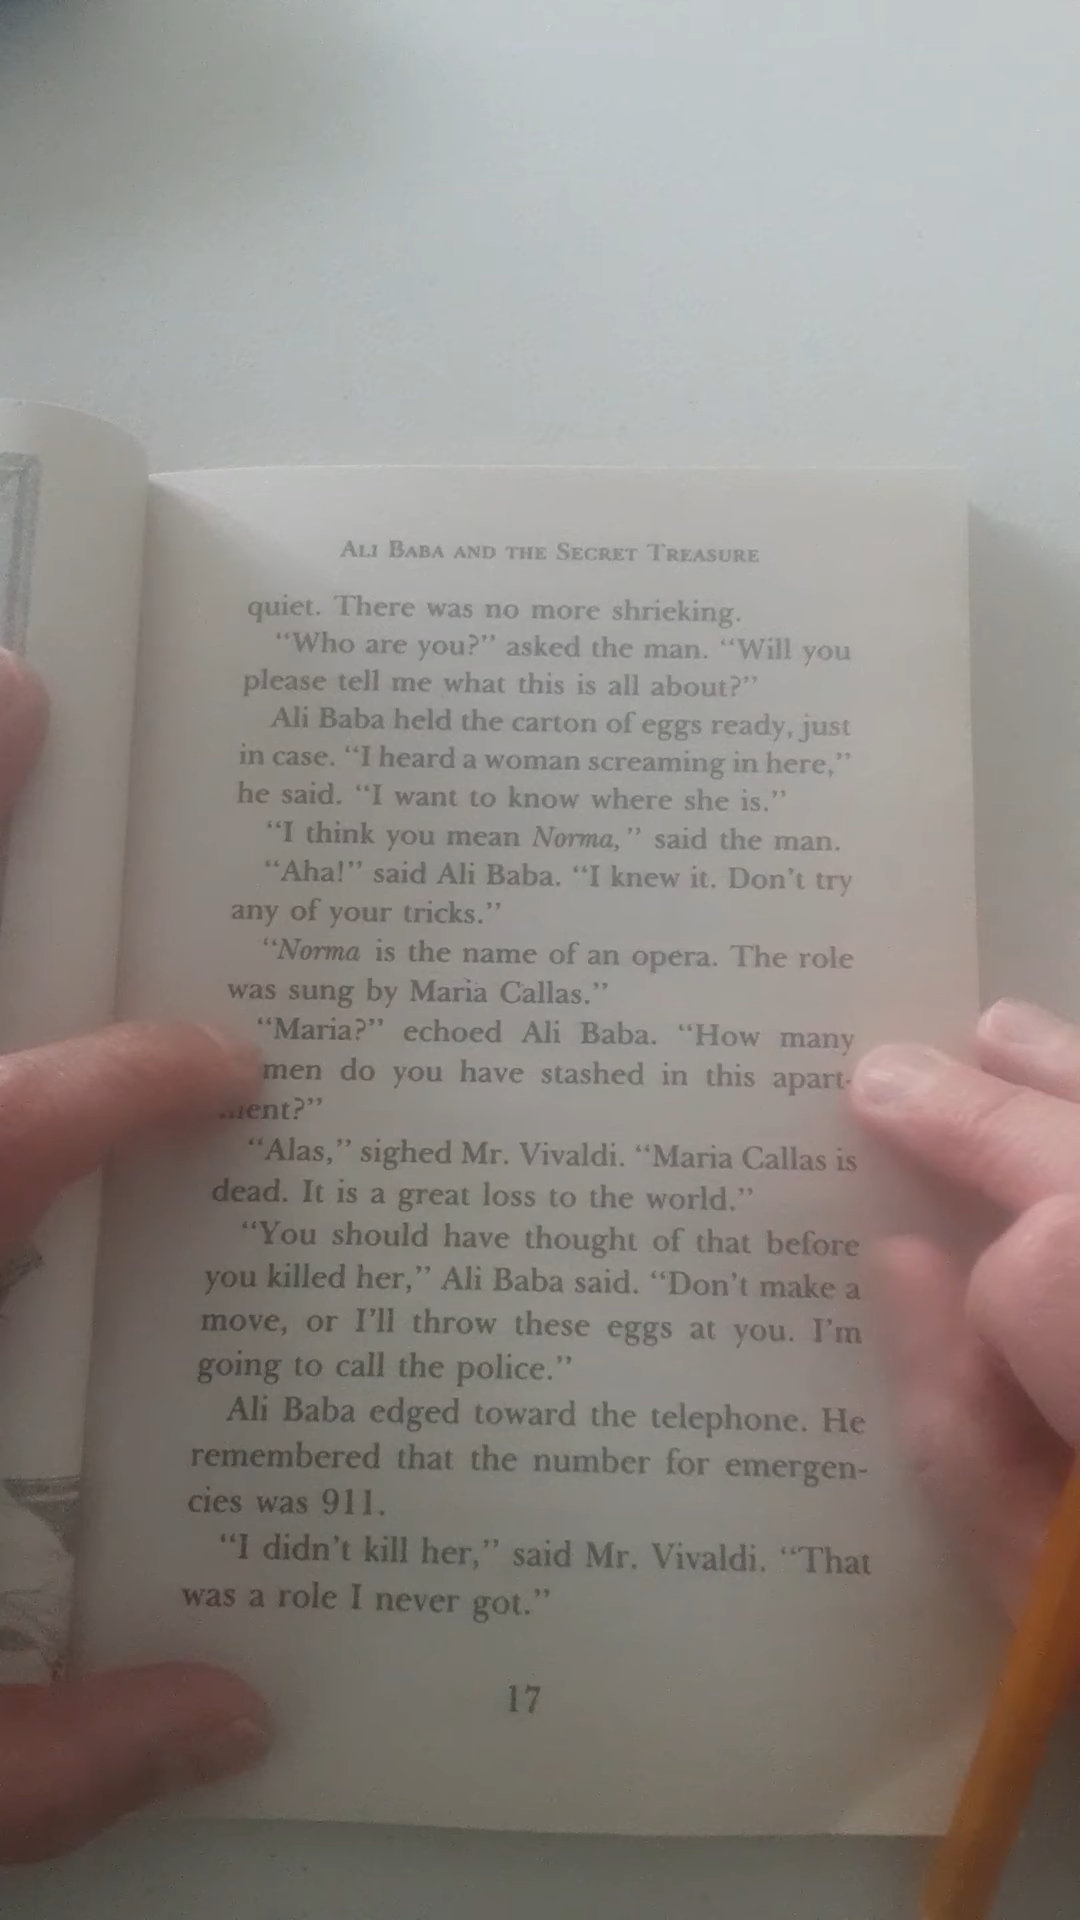 ALI BABA AND THE SECRET TREASURE
quiet. There was no more shrieking.
“Who are you?” asked the man. “Will you
please tell me what this is all about?”
Ali Baba held the carton of eggs ready, just
in case. “I heard a woman screaming in here,”
he said. “I want to know where she is.”
“I think you mean Norma,” said the man.
“Aha!” said Ali Baba. “I knew it. Don't try
any of your tricks.”
“Norma is the name of an opera. The role
was sung by Maria Callas.”
“Maria?” echoed Ali Baba. “How many
men do you have stashed in this apart-
ment?”
“Alas,” sighed Mr. Vivaldi. “Maria Callas is
dead. It is a great loss to the world.”
“You should have thought of that before
you killed her,” Ali Baba said. “Don't make a
move, or I'll throw these eggs at you. I'm
going to call the police.”
Ali Baba edged toward the telephone. He
remembered that the number for emergen-
cies was 911.
“I didn't kill her,” said Mr. Vivaldi. “That
was a role I never got.”
17